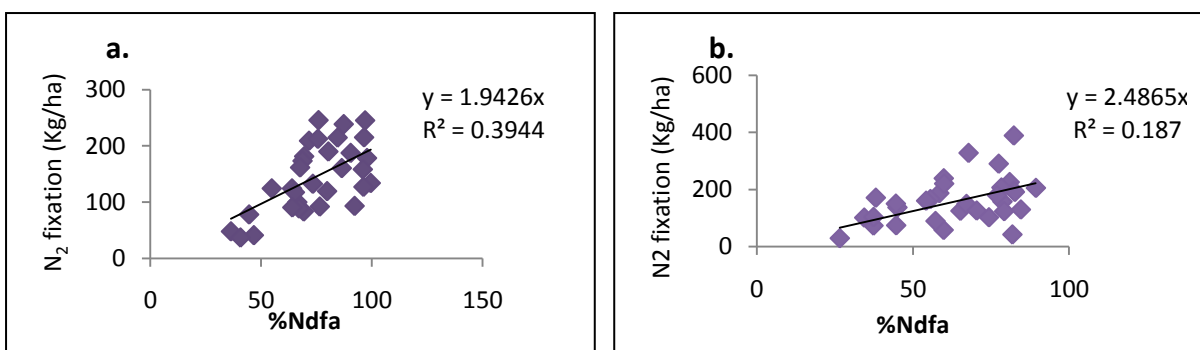 a.
N₂ fixation (Kg/ha)
300
200
100
0
0 50 100 150
%Ndfa
y = 1.9426x
R² = 0.3944
b.
N2 fixation (Kg/ha)
600
400
200
0
0 50 100
%Ndfa
y = 2.4865x
R² = 0.187